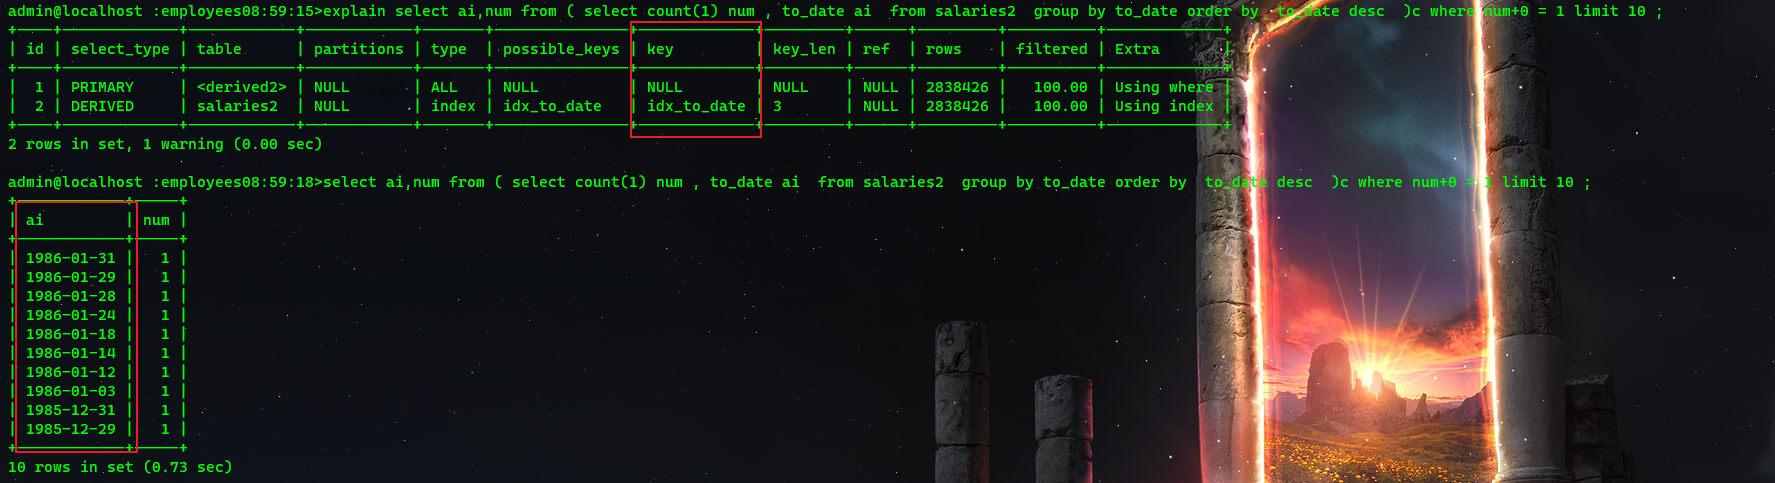 admin@localhost :employees08:59:15>explain select ai,num from ( select count(1) num , to_date ai  from salaries2  group by to_date order by  to_date desc  )c where num+0 = 1 limit 10 ;
| id | select_type | table | partitions | type | possible_keys | key | key_len | ref | rows | filtered | Extra |
| 1 | PRIMARY | <derived2> | NULL | ALL | NULL | NULL | NULL | NULL | 2838426 | 100.00 | Using where |
| 2 | DERIVED | salaries2 | NULL | index | idx_to_date | idx_to_date | 3 | NULL | 2838426 | 100.00 | Using index |
2 rows in set, 1 warning (0.00 sec)
admin@localhost :employees08:59:18>select ai,num from ( select count(1) num , to_date ai  from salaries2  group by to_date order by  to_date desc  )c where num+0 = 1 limit 10 ;
| ai | num |
| 1986-01-31 | 1 |
| 1986-01-29 | 1 |
| 1986-01-28 | 1 |
| 1986-01-24 | 1 |
| 1986-01-18 | 1 |
| 1986-01-14 | 1 |
| 1986-01-12 | 1 |
| 1986-01-03 | 1 |
| 1985-12-31 | 1 |
| 1985-12-29 | 1 |
10 rows in set (0.73 sec)